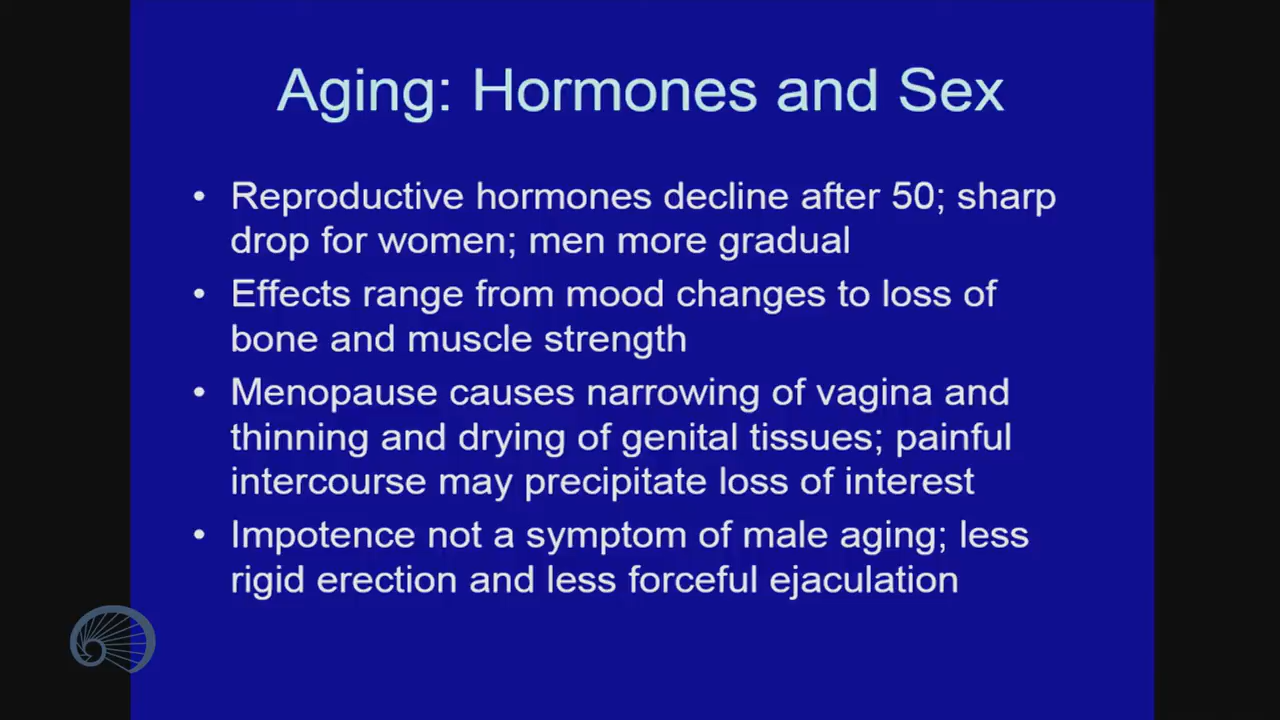 Aging: Hormones and Sex
• Reproductive hormones decline after 50; sharp
drop for women; men more gradual
• Effects range from mood changes to loss of
bone and muscle strength
• Menopause causes narrowing of vagina and
thinning and drying of genital tissues; painful
intercourse may precipitate loss of interest
• Impotence not a symptom of male aging; less
rigid erection and less forceful ejaculation